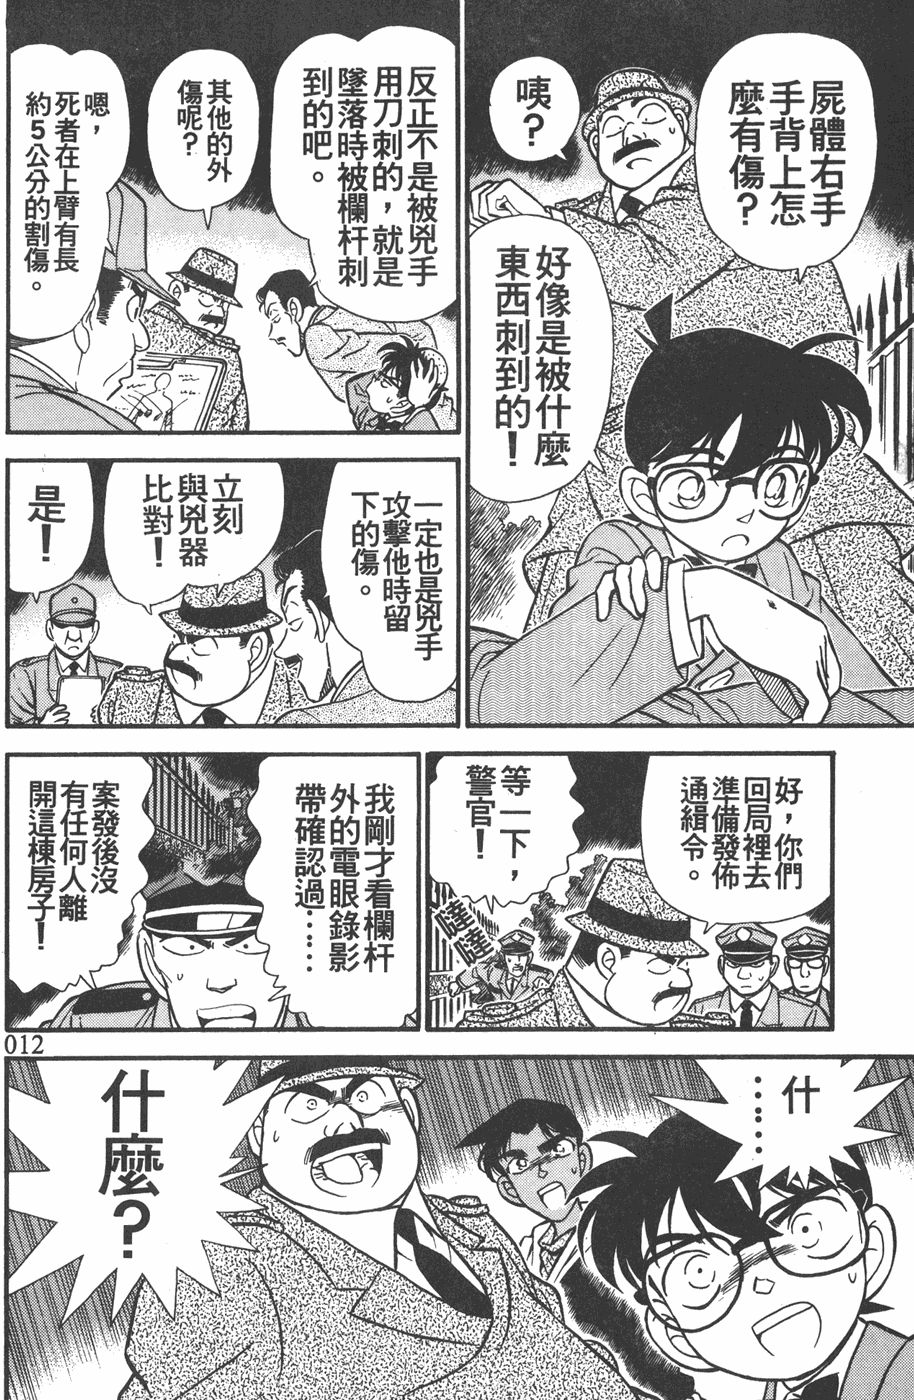 屍體右手
手背上怎
麼有傷？
咦？
好像是被什麼
東西刺到的！
反正不是被兇手
用刀刺的，就是
墜落時被欄杆刺
到的吧。
其他的外
傷呢？
嗯，
死者在上臂有長
約5公分的割傷。
一定也是兇手
攻擊他時留
下的傷。
立刻
與兇器
比對！
是！
好，你們
回局裡去
準備發佈
通緝令。
等一下，
警官！
噠噠
我剛才看欄杆
外的電眼錄影
帶確認過……
案發後沒
有任何人離
開這棟房子！
012
什……
什麼？